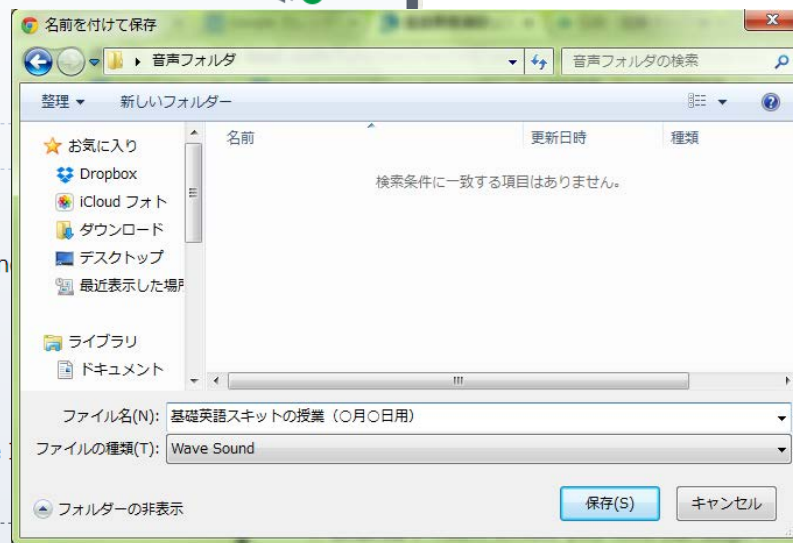 名前を付けて保存
音声フォルダ
音声フォルダの検索
整理
新しいフォルダー
名前
更新日時
種類
検索条件に一致する項目はありません。
お気に入り
Dropbox
iCloud フォト
ダウンロード
デスクトップ
最近表示した場所
ライブラリ
ドキュメント
ファイル名(N): 基礎英語スキットの授業（○月○日用）
ファイルの種類(T): Wave Sound
フォルダーの非表示
保存(S)
キャンセル